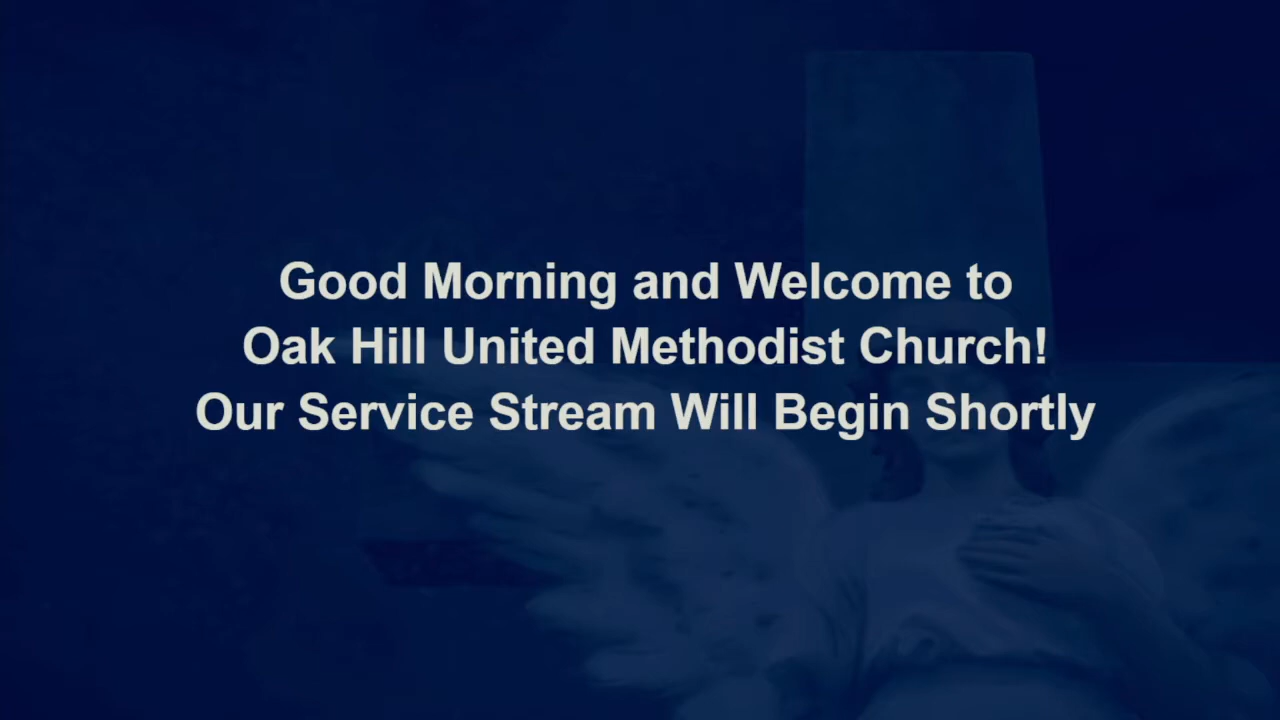 Good Morning and Welcome to
Oak Hill United Methodist Church!
Our Service Stream Will Begin Shortly